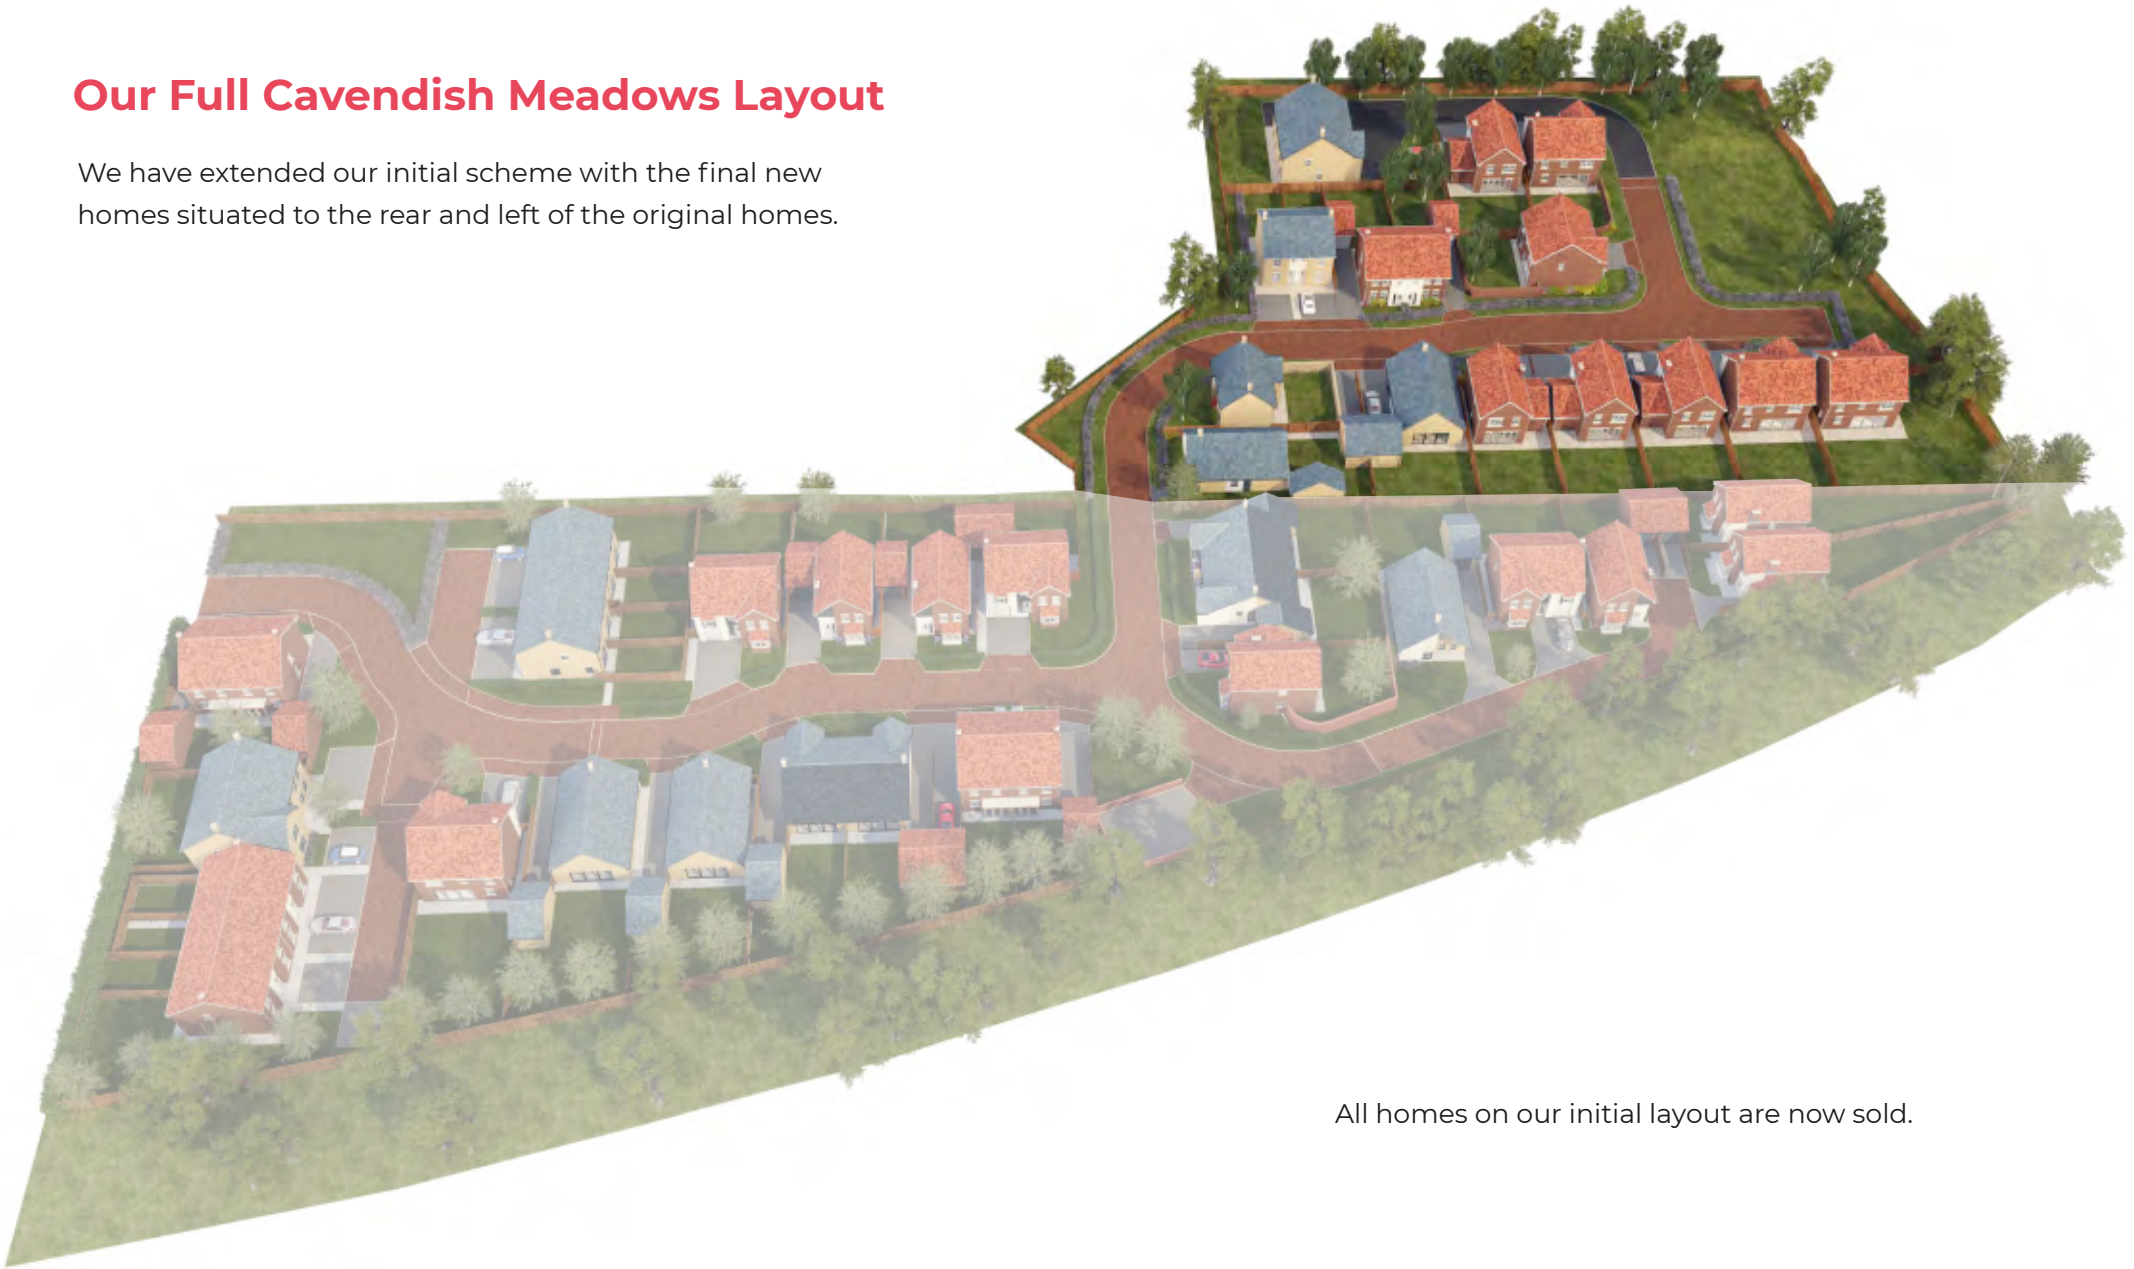 Our Full Cavendish Meadows Layout
We have extended our initial scheme with the final new
homes situated to the rear and left of the original homes.
All homes on our initial layout are now sold.